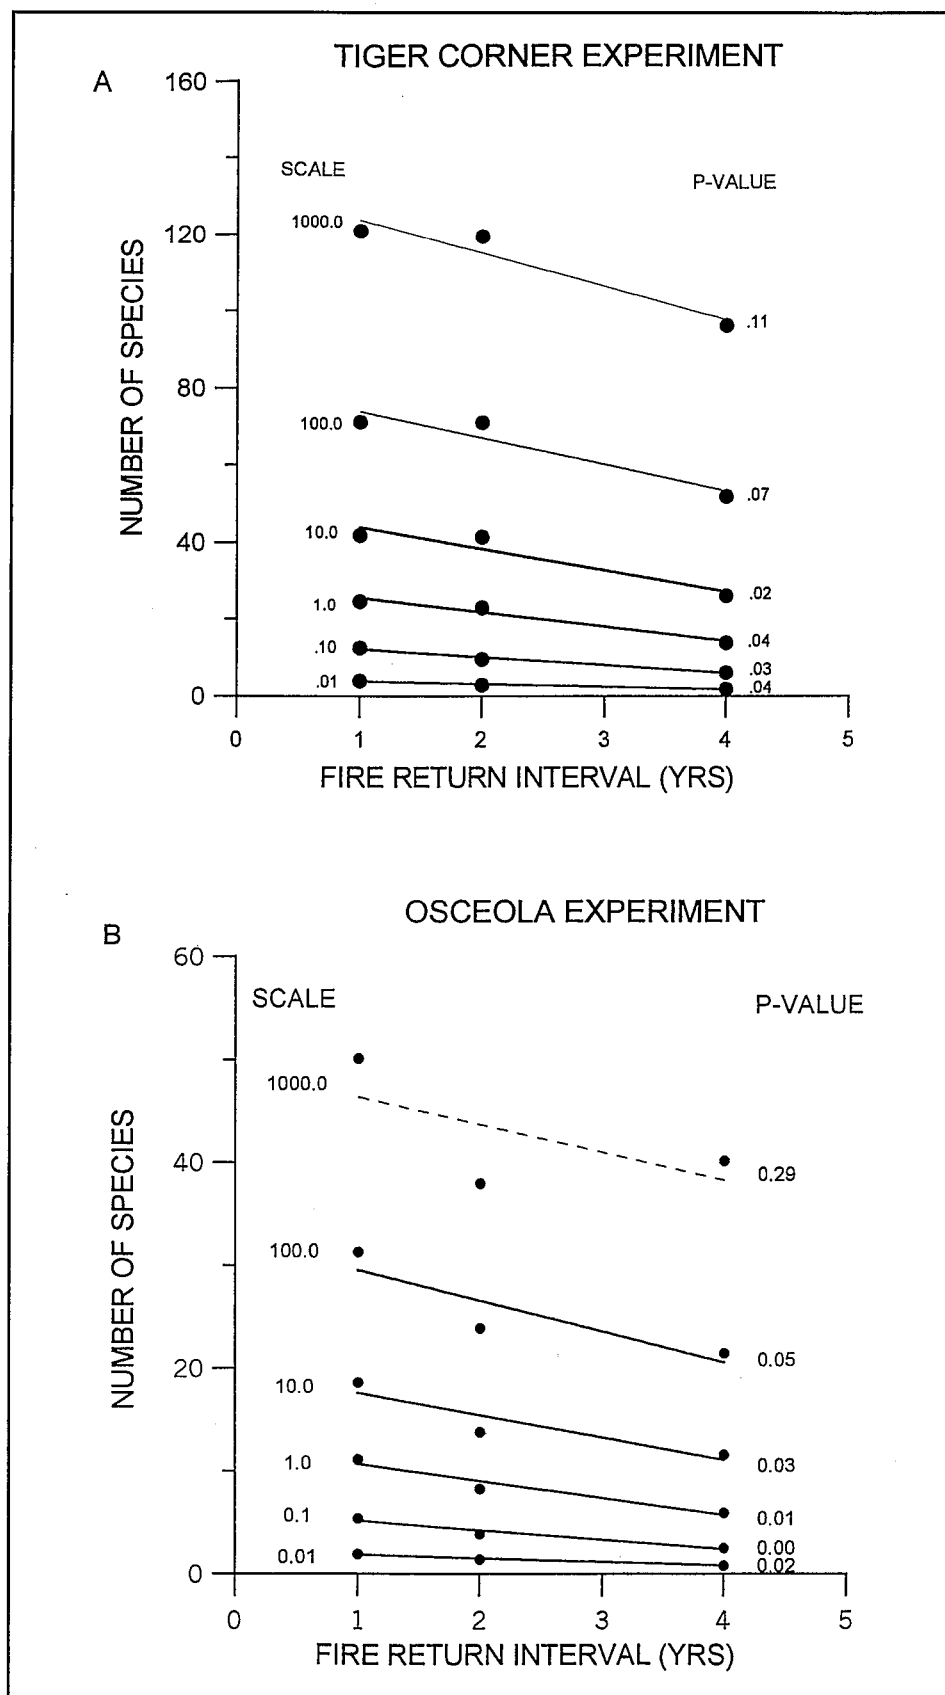 TIGER CORNER EXPERIMENT
A
160
SCALE
P-VALUE
1000.0
120
.11
NUMBER OF SPECIES
80
100.0
.07
10.0
40
.02
1.0
.04
.10
.03
.01
.04
0
0 1 2 3 4 5
FIRE RETURN INTERVAL (YRS)
OSCEOLA EXPERIMENT
B
60
SCALE
P-VALUE
1000.0
40
0.29
NUMBER OF SPECIES
100.0
0.05
20
10.0
0.03
1.0
0.01
0.1
0.00
0.01
0.02
0
0 1 2 3 4 5
FIRE RETURN INTERVAL (YRS)